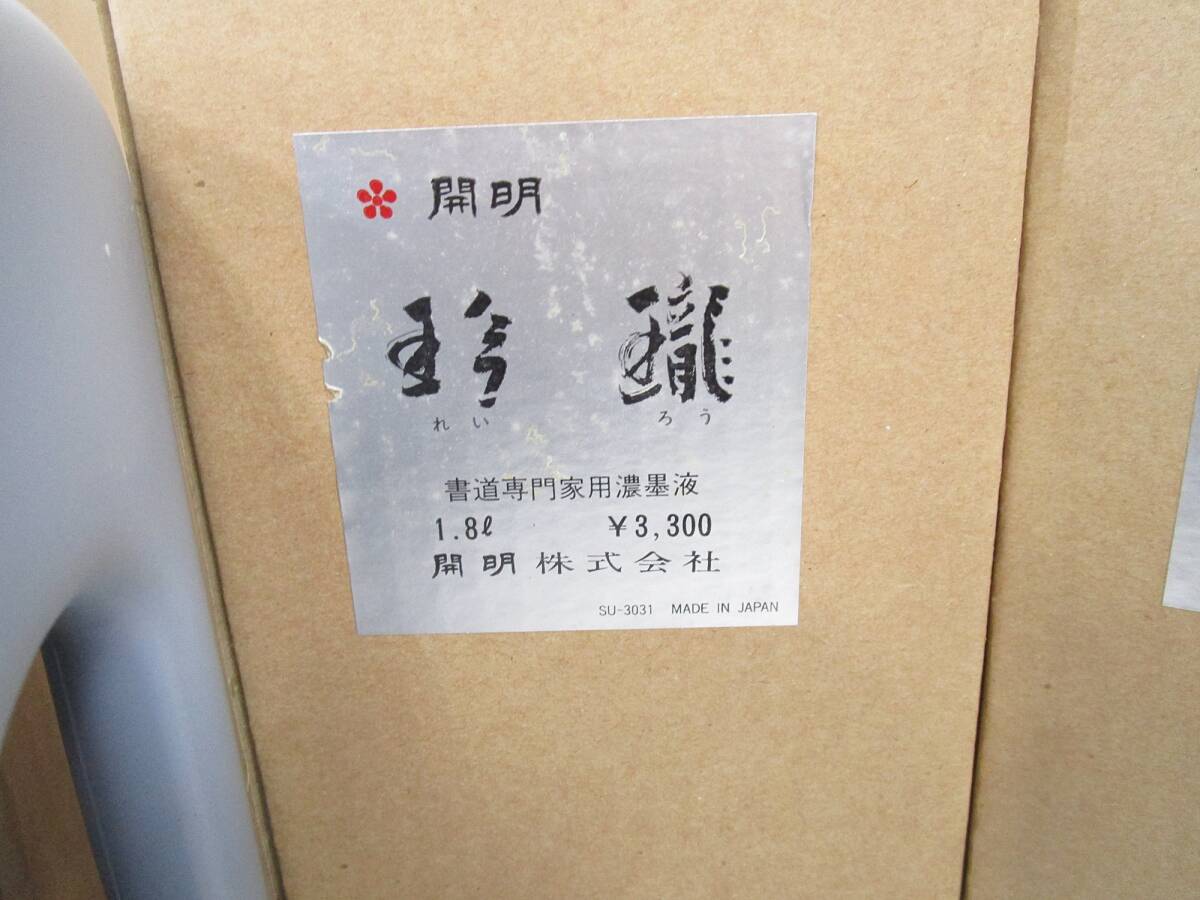 開明
玲瓏
れい ろう
書道専門家用濃墨液
1.8ℓ ¥3,300
開明株式会社
SU-3031 MADE IN JAPAN